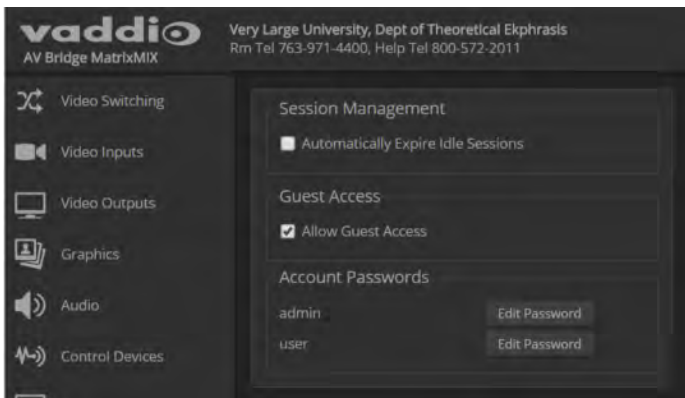 vaddio
AV Bridge MatrixMIX
Very Large University, Dept of Theoretical Ekphrasis
Rm Tel 763-971-4400, Help Tel 800-572-2011
Video Switching
Video Inputs
Video Outputs
Graphics
Audio
Control Devices
Session Management
Automatically Expire Idle Sessions
Guest Access
Allow Guest Access
Account Passwords
admin Edit Password
user Edit Password